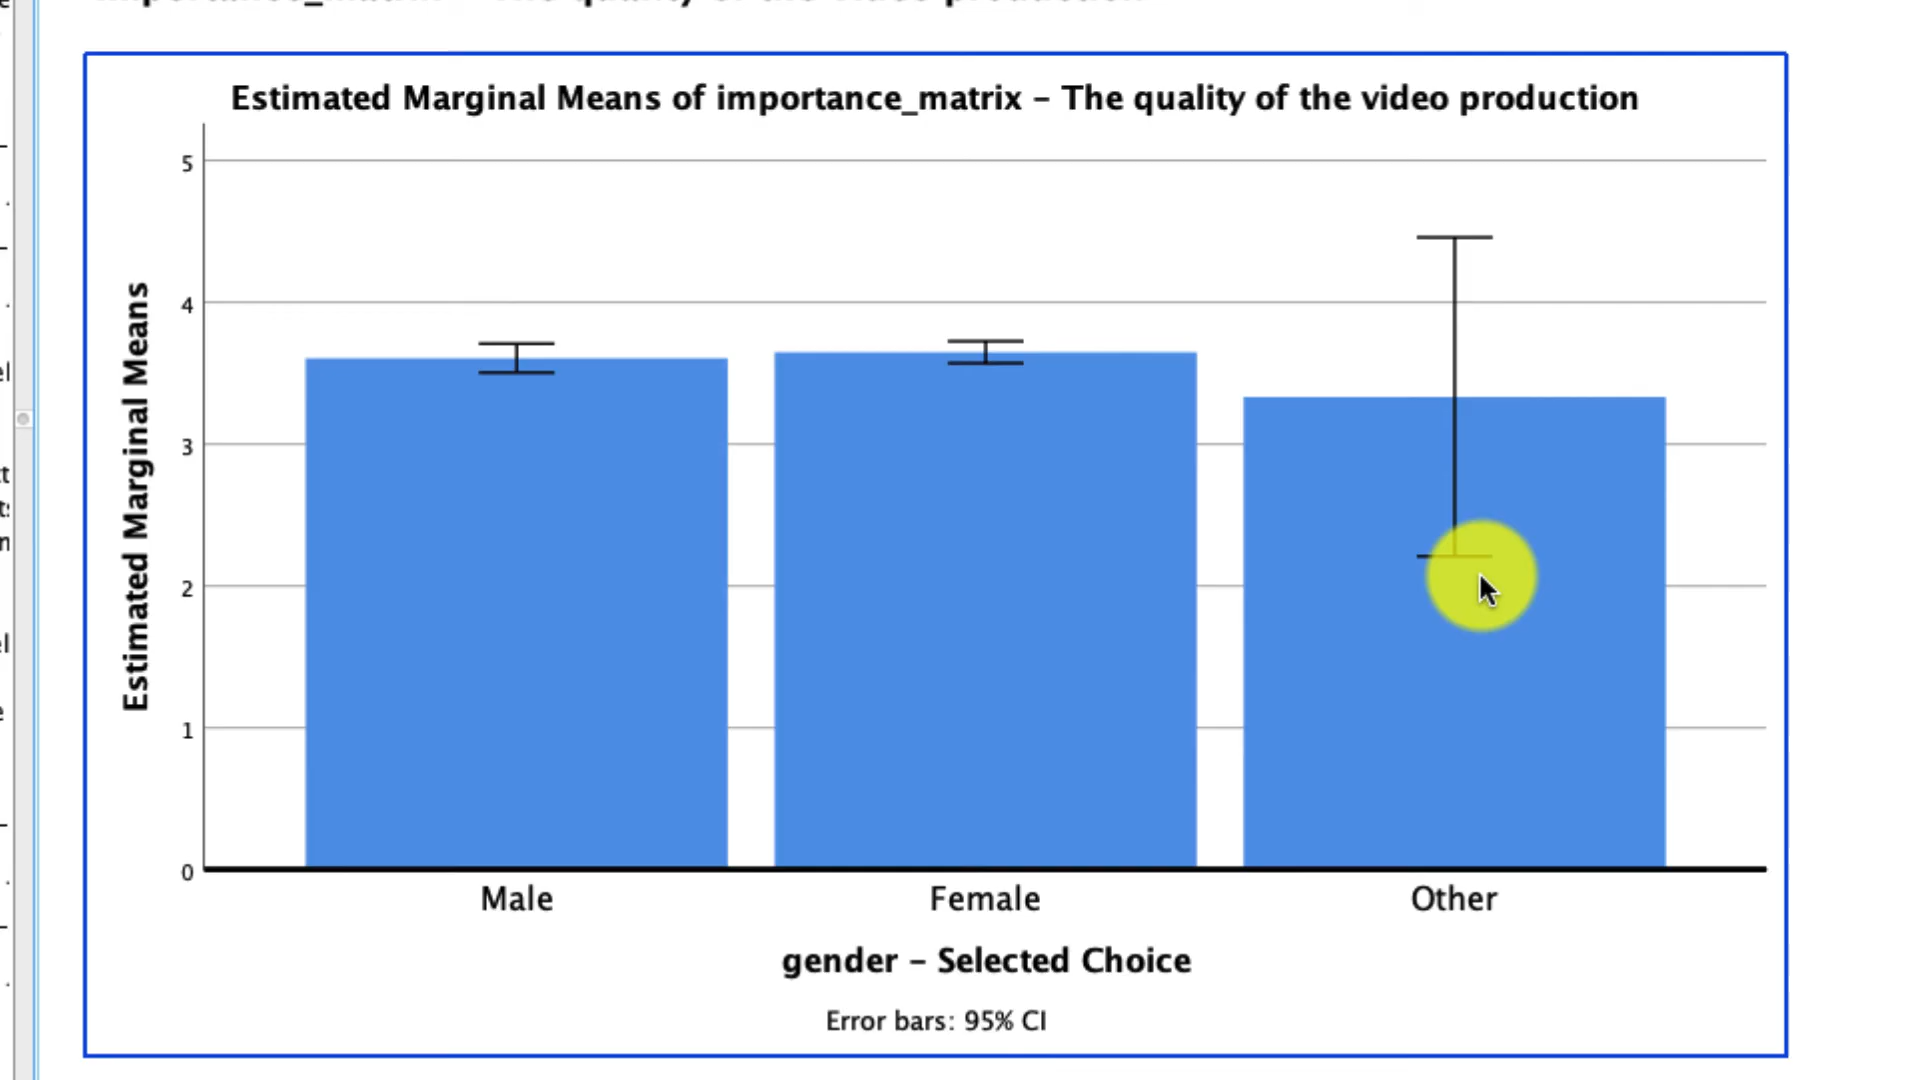 Estimated Marginal Means of importance_matrix – The quality of the video production
5
4
3
2
1
0
Estimated Marginal Means
Male Female Other
gender – Selected Choice
Error bars: 95% CI